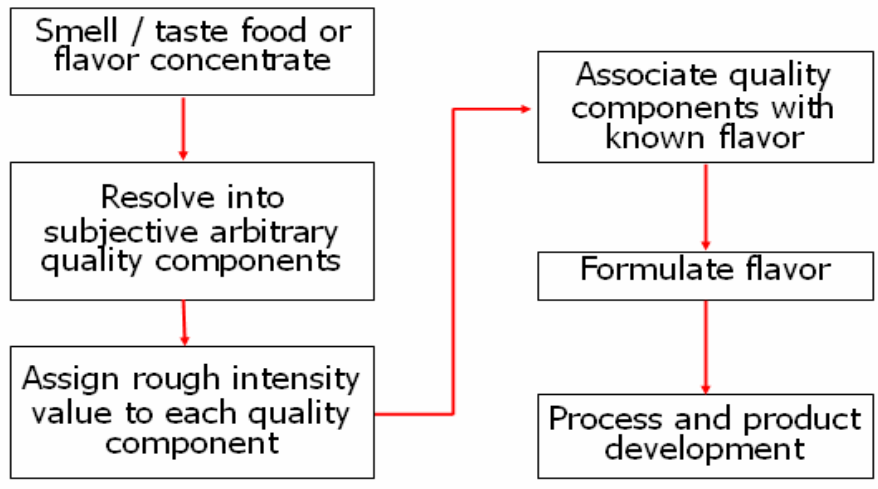 Smell / taste food or
flavor concentrate
Resolve into
subjective arbitrary
quality components
Assign rough intensity
value to each quality
component
Associate quality
components with
known flavor
Formulate flavor
Process and product
development